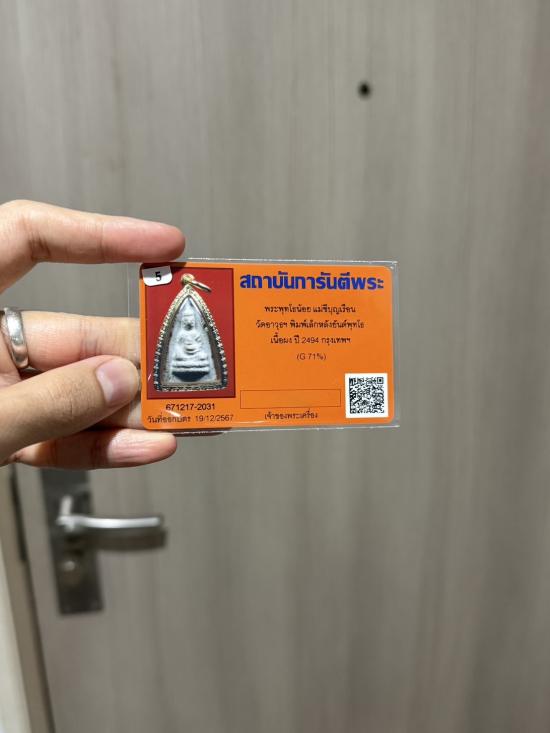 5
สถาบันการันตีพระ
พระพุทโธน้อย แม่ชีบุญเรือน
วัดอาวุธฯ พิมพ์เล็กหลังยันต์พุทโธ
เนื้อผง ปี 2494 กรุงเทพฯ
(G 71%)
671217-2031
วันที่ออกบัตร 19/12/2567
เจ้าของพระเครื่อง